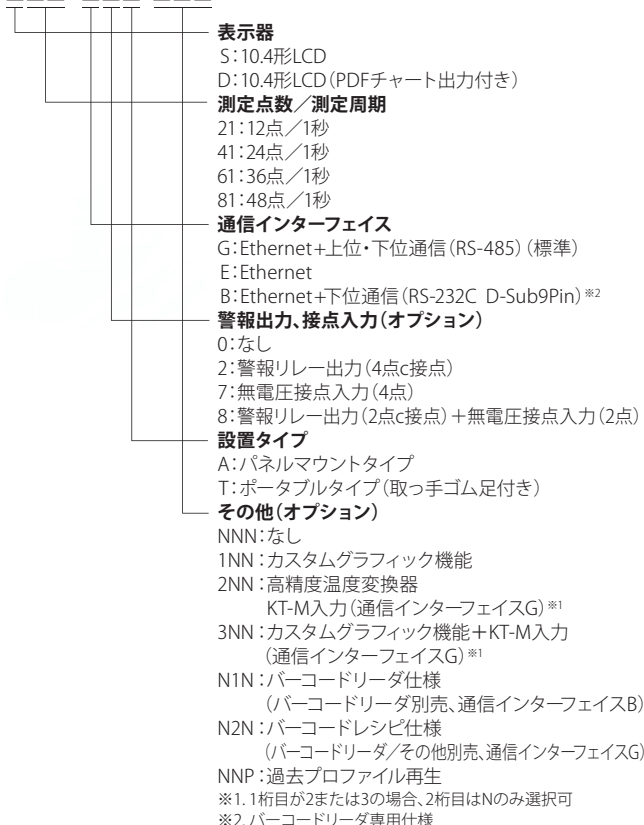 表示器
S：10.4形LCD
D：10.4形LCD（PDFチャート出力付き）
測定点数／測定周期
21：12点／1秒
41：24点／1秒
61：36点／1秒
81：48点／1秒
通信インターフェイス
G：Ethernet+上位・下位通信（RS-485）（標準）
E：Ethernet
B：Ethernet+下位通信（RS-232C D-Sub9Pin）※2
警報出力、接点入力（オプション）
0：なし
2：警報リレー出力（4点c接点）
7：無電圧接点入力（4点）
8：警報リレー出力（2点c接点）＋無電圧接点入力（2点）
設置タイプ
A：パネルマウントタイプ
T：ポータブルタイプ（取っ手ゴム足付き）
その他（オプション）
NNN：なし
1NN：カスタムグラフィック機能
2NN：高精度温度変換器
KT-M入力（通信インターフェイスG）※1
3NN：カスタムグラフィック機能＋KT-M入力
（通信インターフェイスG）※1
N1N：バーコードリーダ仕様
（バーコードリーダ別売、通信インターフェイスB）
N2N：バーコードレシピ仕様
（バーコードリーダ／その他別売、通信インターフェイスG）
NNP：過去プロファイル再生
※1. 1桁目が2または3の場合、2桁目はNのみ選択可
※2. バーコードリーダ専用仕様